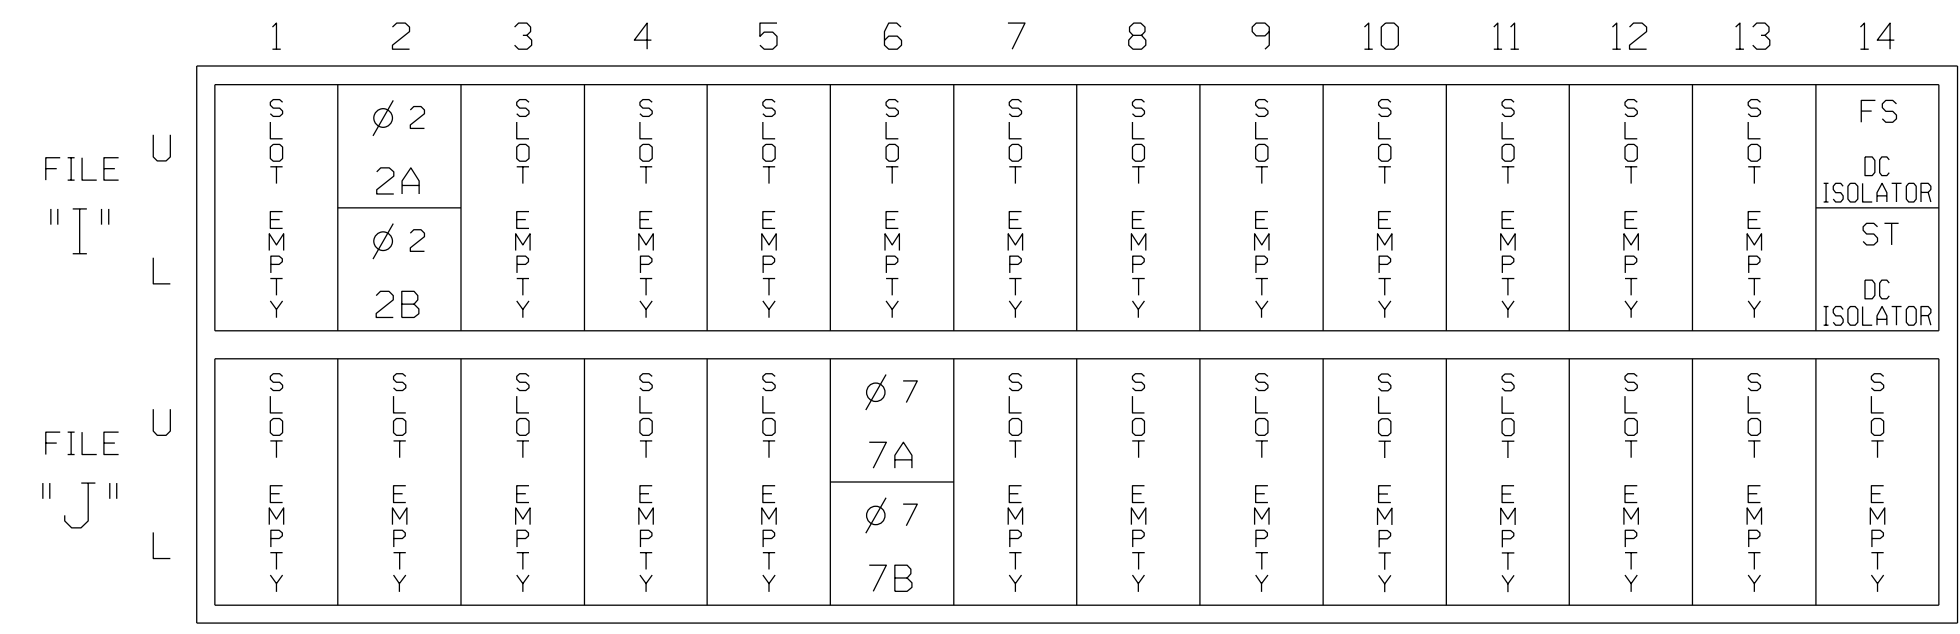 1 2 3 4 5 6 7 8 9 10 11 12 13 14
FILE "I"
U
L
SLOT EMPTY
Ø 2
2A
Ø 2
2B
SLOT EMPTY
SLOT EMPTY
SLOT EMPTY
SLOT EMPTY
SLOT EMPTY
SLOT EMPTY
SLOT EMPTY
SLOT EMPTY
SLOT EMPTY
SLOT EMPTY
SLOT EMPTY
FS
DC
ISOLATOR
ST
DC
ISOLATOR
FILE "J"
U
L
SLOT EMPTY
SLOT EMPTY
SLOT EMPTY
SLOT EMPTY
SLOT EMPTY
Ø 7
7A
Ø 7
7B
SLOT EMPTY
SLOT EMPTY
SLOT EMPTY
SLOT EMPTY
SLOT EMPTY
SLOT EMPTY
SLOT EMPTY
SLOT EMPTY